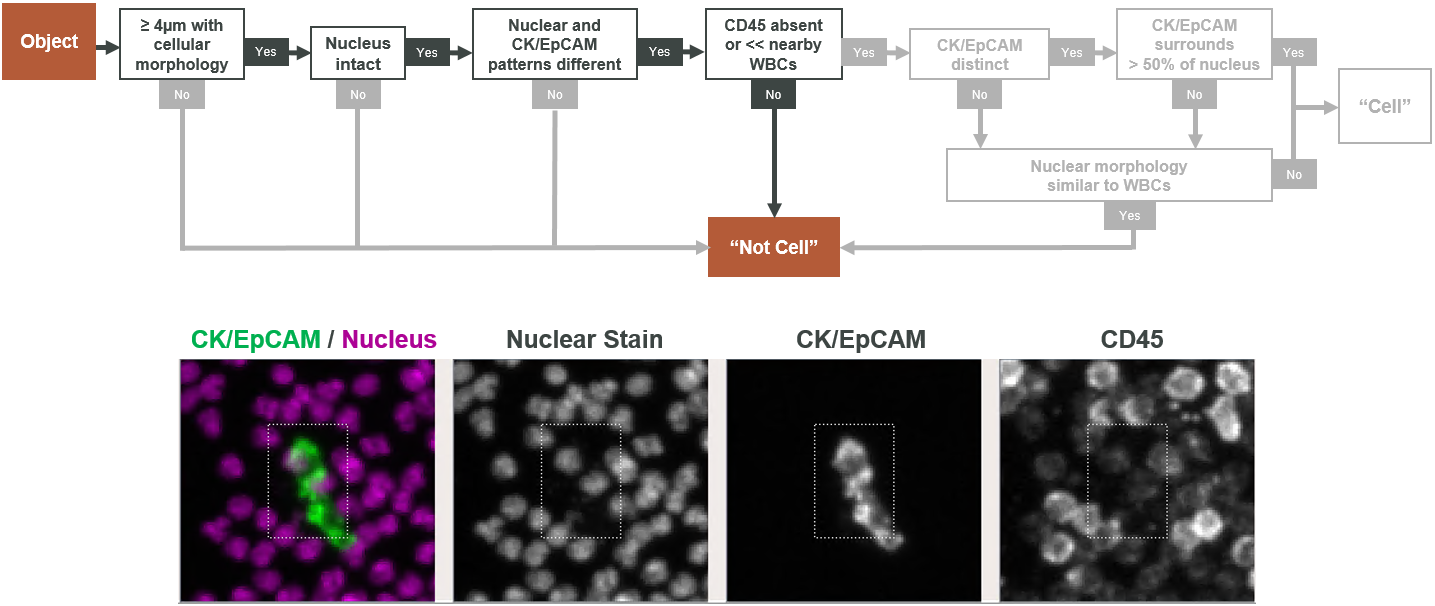 Object
≥ 4µm with
cellular
morphology
Yes
No
Nucleus
intact
Yes
No
Nuclear and
CK/EpCAM
patterns different
Yes
No
CD45 absent
or << nearby
WBCs
Yes
No
CK/EpCAM
distinct
Yes
No
CK/EpCAM
surrounds
> 50% of nucleus
Yes
No
“Cell”
Nuclear morphology
similar to WBCs
No
Yes
“Not Cell”
CK/EpCAM / Nucleus
Nuclear Stain
CK/EpCAM
CD45